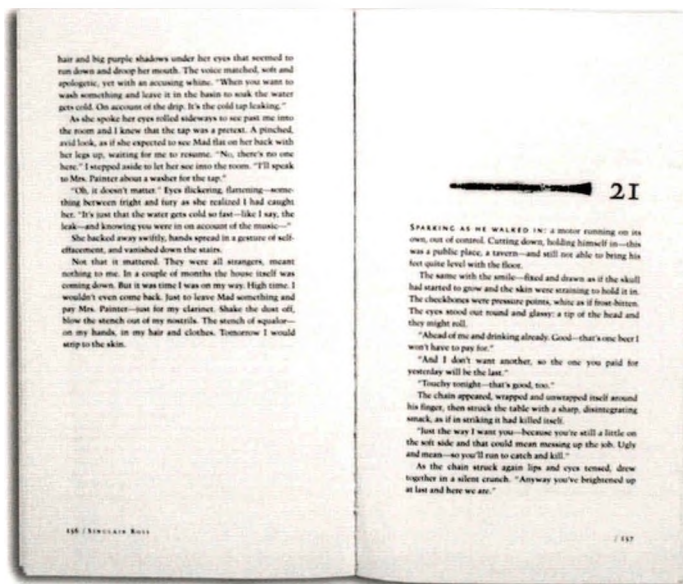 hair and big purple shadows under her eyes that seemed to
run down and droop her mouth. The voice matched, soft and
apologetic, yet with an accusing whine. "When you want to
wash something and leave it in the basin to soak the water
gets cold. On account of the drip. It's the cold tap leaking."
As she spoke her eyes rolled sideways to see past me into
the room and I knew that the tap was a pretext. A pinched,
avid look, as if she expected to see Mad flat on her back with
her legs up, waiting for me to resume. "No, there's no one
here." I stepped aside to let her see into the room. "I'll speak
to Mrs. Painter about a washer for the tap."
"Oh, it doesn't matter." Eyes flickering, flattening—some-
thing between fright and fury as she realized I had caught
her. "It's just that the water gets cold so fast—like I say, the
leak—and knowing you were in on account of the music—"
She backed away swiftly, hands spread in a gesture of self-
effacement, and vanished down the stairs.
Not that it mattered. They were all strangers, meant
nothing to me. In a couple of months the house itself was
coming down. But it was time I was on my way. High time. I
wouldn't even come back. Just to leave Mad something and
pay Mrs. Painter—just for my clarinet. Shake the dust off,
blow the stench out of my nostrils. The stench of squalor—
on my hands, in my hair and clothes. Tomorrow I would
strip to the skin.
156 / SINCLAIR ROSS
21
SPARKING AS HE WALKED IN: a motor running on its
own, out of control. Cutting down, holding himself in—this
was a public place, a tavern—and still not able to bring his
feet quite level with the floor.
The same with the smile—fixed and drawn as if the skull
had started to grow and the skin were straining to hold it in.
The cheekbones were pressure points, white as if frost-bitten.
The eyes stood out round and glassy: a tip of the head and
they might roll.
"Ahead of me and drinking already. Good—that's one beer I
won't have to pay for."
"And I don't want another, so the one you paid for
yesterday will be the last."
"Touchy tonight—that's good, too."
The chain appeared, wrapped and unwrapped itself around
his finger, then struck the table with a sharp, disintegrating
smack, as if in striking it had killed itself.
"Just the way I want you—because you're still a little on
the soft side and that could mean messing up the job. Ugly
and mean—so you'll run to catch and kill."
As the chain struck again lips and eyes tensed, drew
together in a silent crunch. "Anyway you've brightened up
at last and here we are."
/ 157